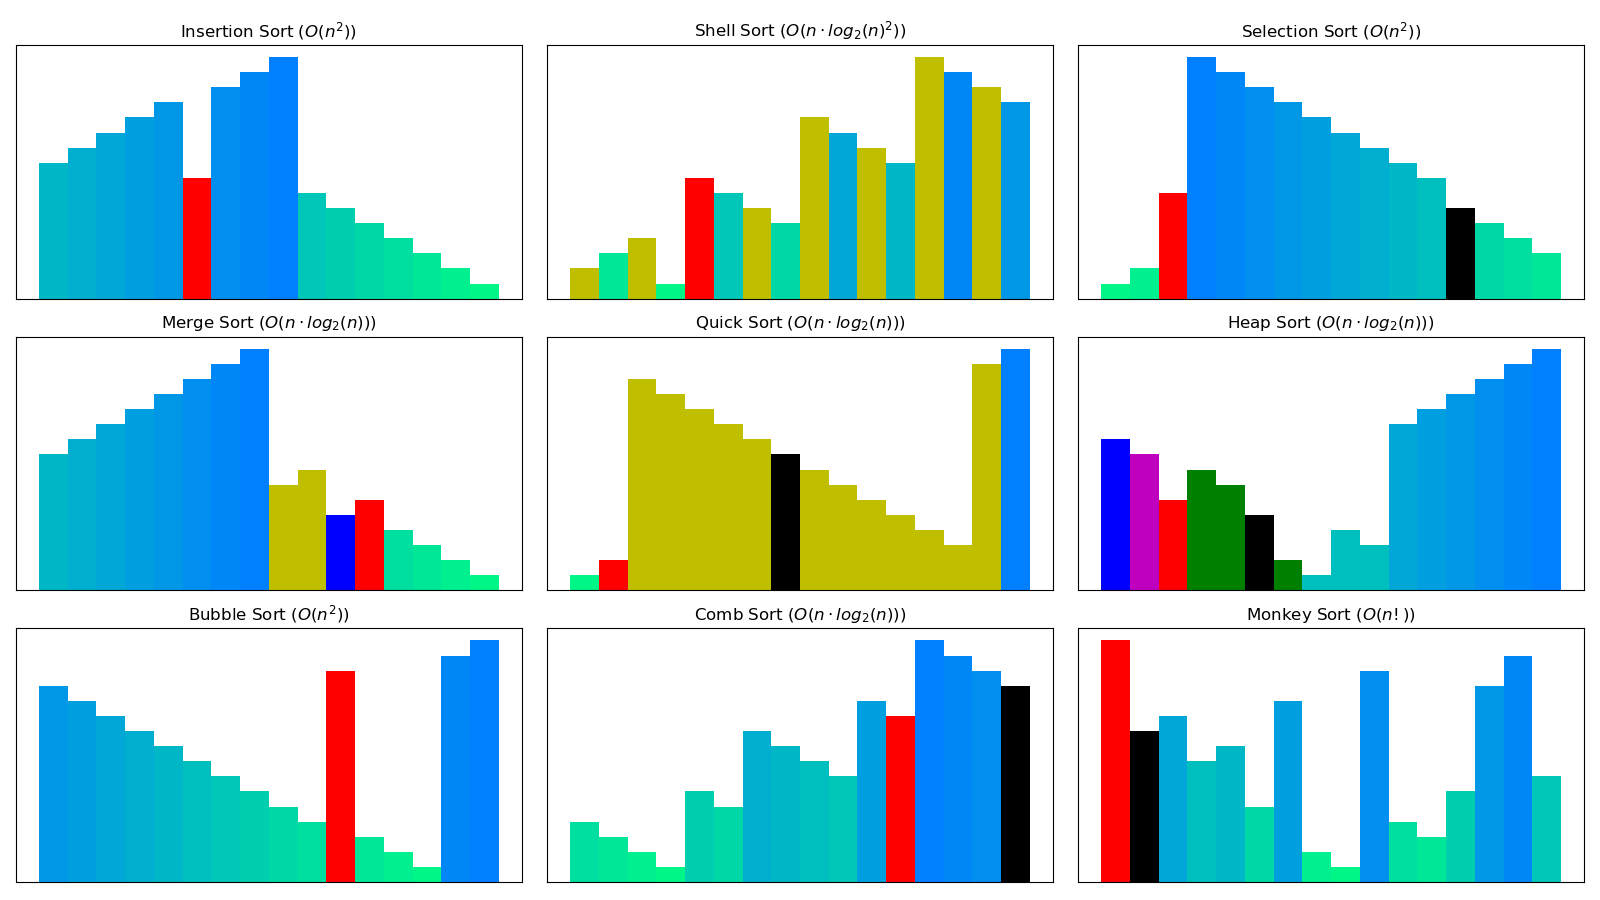 Insertion Sort (O(n²))
Shell Sort (O(n · log₂(n)²))
Selection Sort (O(n²))
Merge Sort (O(n · log₂(n)))
Quick Sort (O(n · log₂(n)))
Heap Sort (O(n · log₂(n)))
Bubble Sort (O(n²))
Comb Sort (O(n · log₂(n)))
Monkey Sort (O(n!))